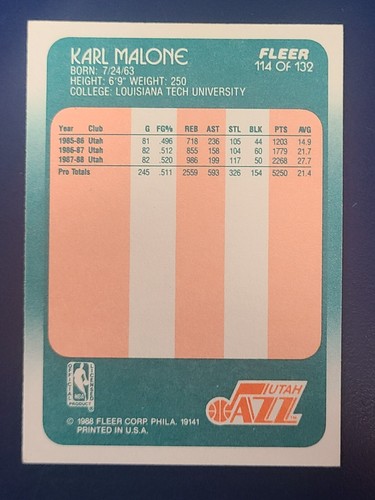 KARL MALONE
FLEER
BORN: 7/24/63
114 OF 132
HEIGHT: 6'9" WEIGHT: 250
COLLEGE: LOUISIANA TECH UNIVERSITY
Year Club G FG% REB AST STL BLK PTS AVG
1985-86 Utah 81 .496 718 236 105 44 1203 14.9
1986-87 Utah 82 .512 855 158 104 60 1779 21.7
1987-88 Utah 82 .520 986 199 117 50 2268 27.7
Pro Totals 245 .511 2559 593 326 154 5250 21.4
OFFICIAL LICENSED
NBA
PRODUCT
UTAH
JAZZ
© 1988 FLEER CORP. PHILA. 19141
PRINTED IN U.S.A.